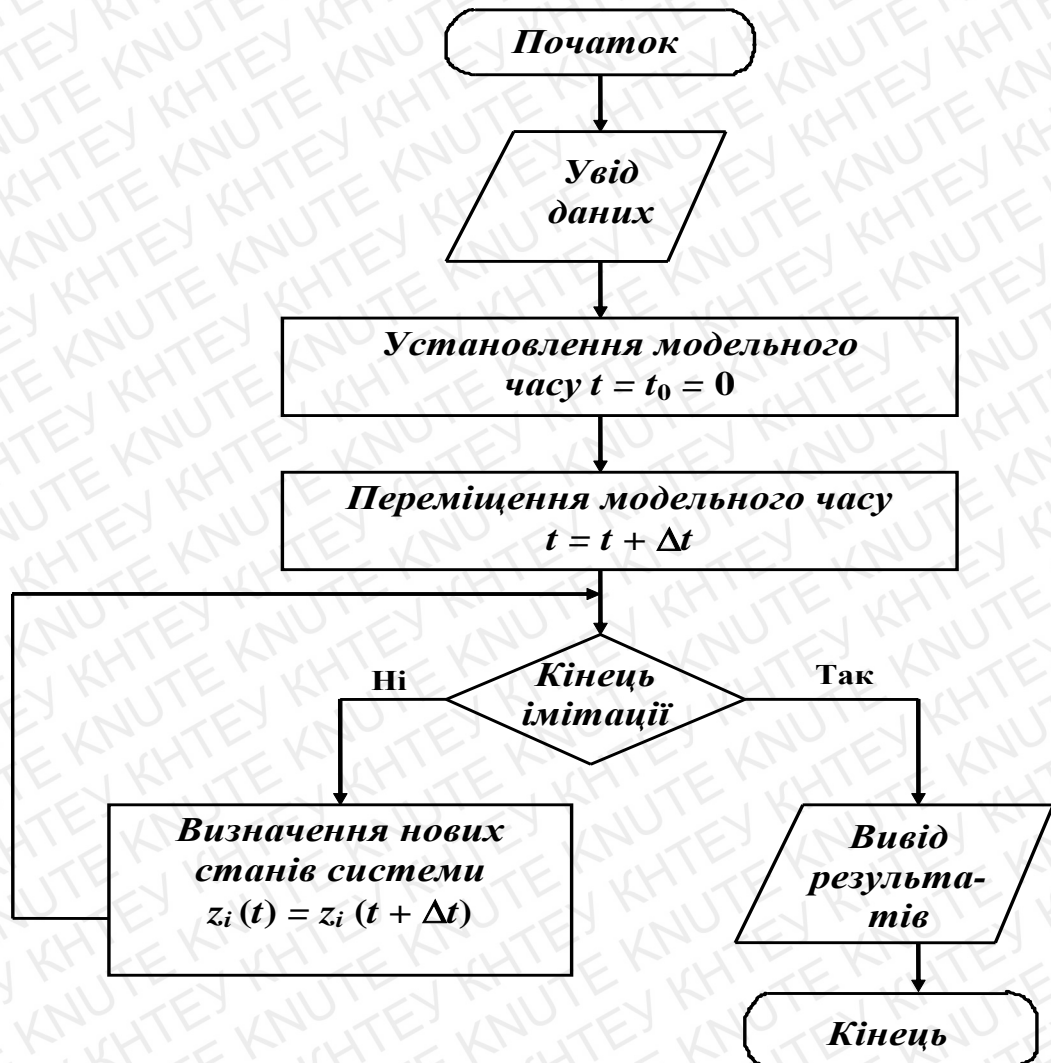 Початок
Увід
даних
Установлення модельного
часу t = t₀ = 0
Переміщення модельного часу
t = t + Δt
Ні
Кінець
імітації
Так
Визначення нових
станів системи
zᵢ (t) = zᵢ (t + Δt)
Вивід
результа-
тів
Кінець